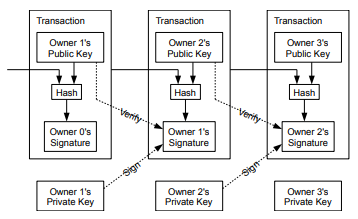 Transaction
Owner 1's
Public Key
Hash
Owner 0's
Signature
Transaction
Owner 2's
Public Key
Hash
Owner 1's
Signature
Transaction
Owner 3's
Public Key
Hash
Owner 2's
Signature
Verify
Verify
Sign
Sign
Owner 1's
Private Key
Owner 2's
Private Key
Owner 3's
Private Key